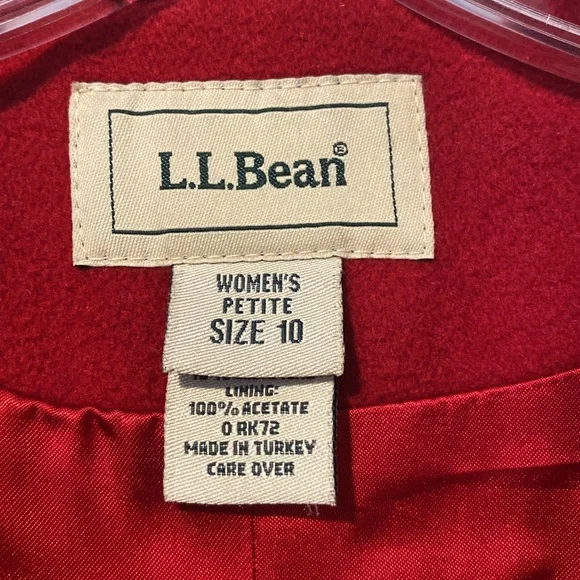 L.L.Bean®
WOMEN'S
PETITE
SIZE 10
LINING:
100% ACETATE
0 RK72
MADE IN TURKEY
CARE OVER